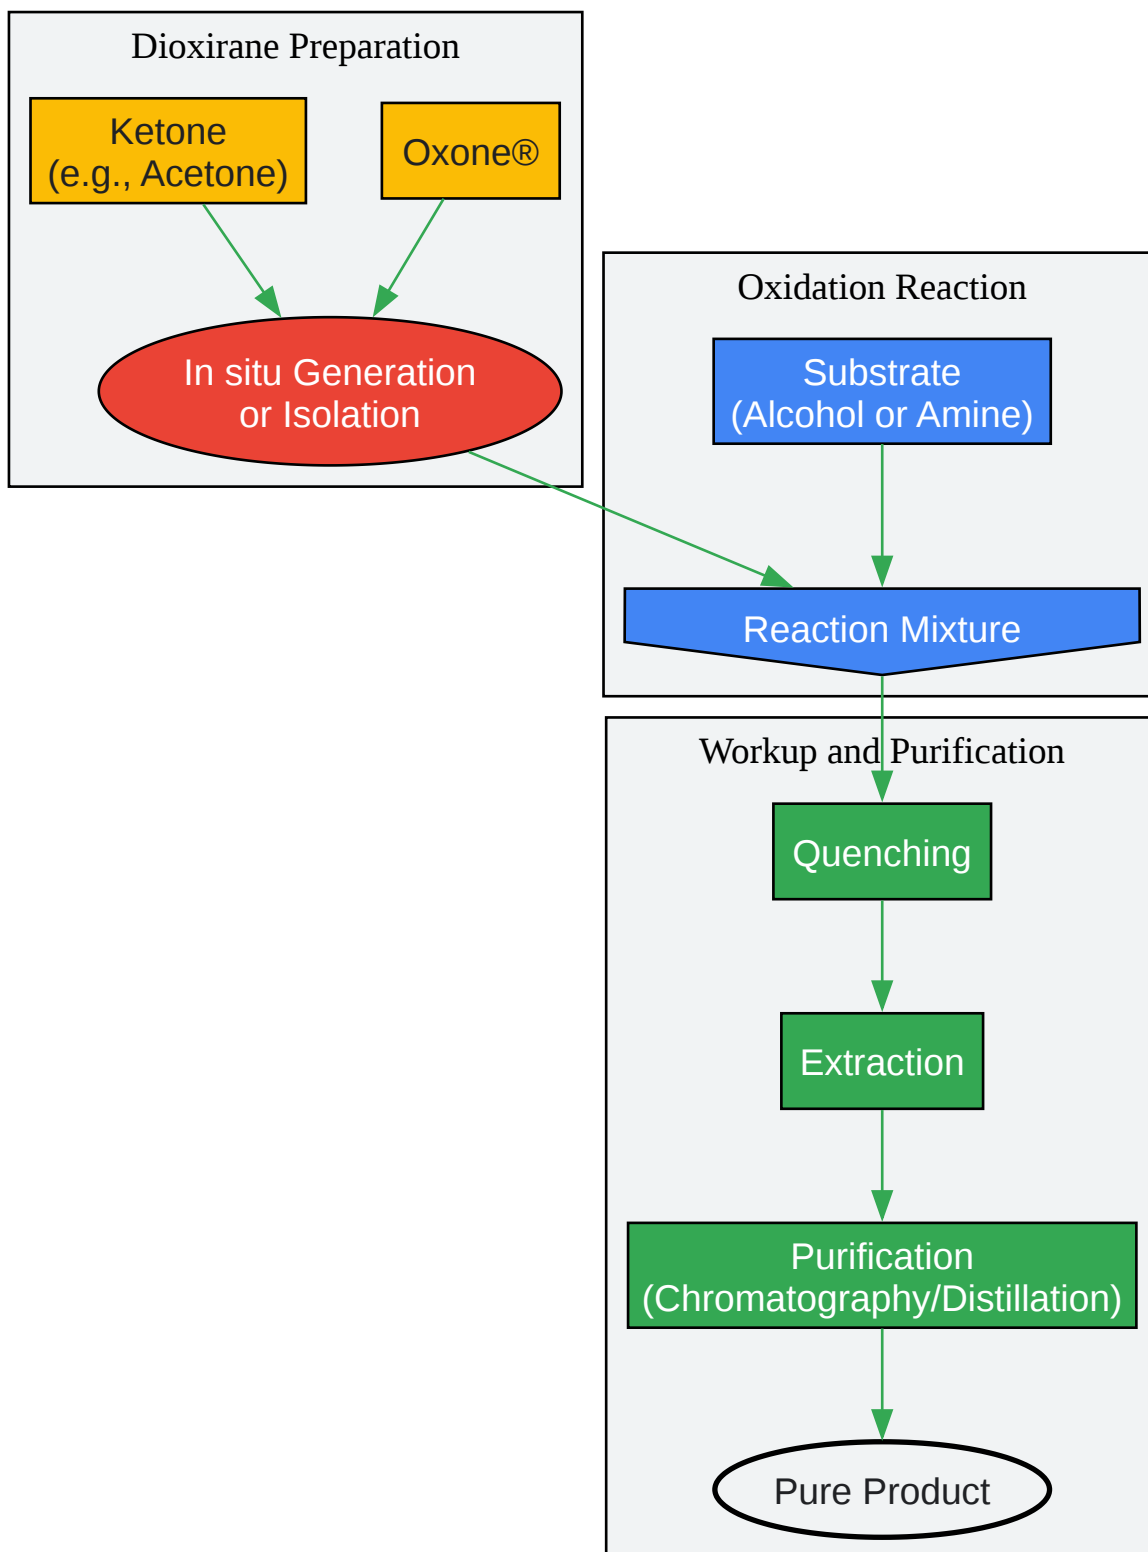 Dioxirane Preparation
Ketone
(e.g., Acetone)
Oxone®
In situ Generation
or Isolation
Oxidation Reaction
Substrate
(Alcohol or Amine)
Reaction Mixture
Workup and Purification
Quenching
Extraction
Purification
(Chromatography/Distillation)
Pure Product